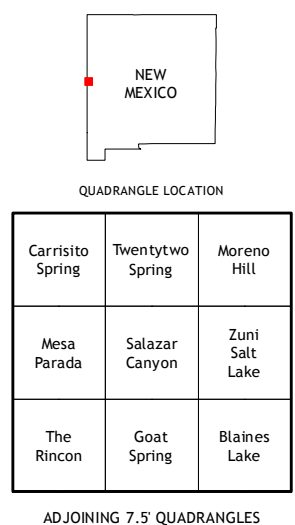 NEW
MEXICO
QUADRANGLE LOCATION
Carrisito
Spring
Twentytwo
Spring
Moreno
Hill
Mesa
Parada
Salazar
Canyon
Zuni
Salt
Lake
The
Rincon
Goat
Spring
Blaines
Lake
ADJOINING 7.5' QUADRANGLES